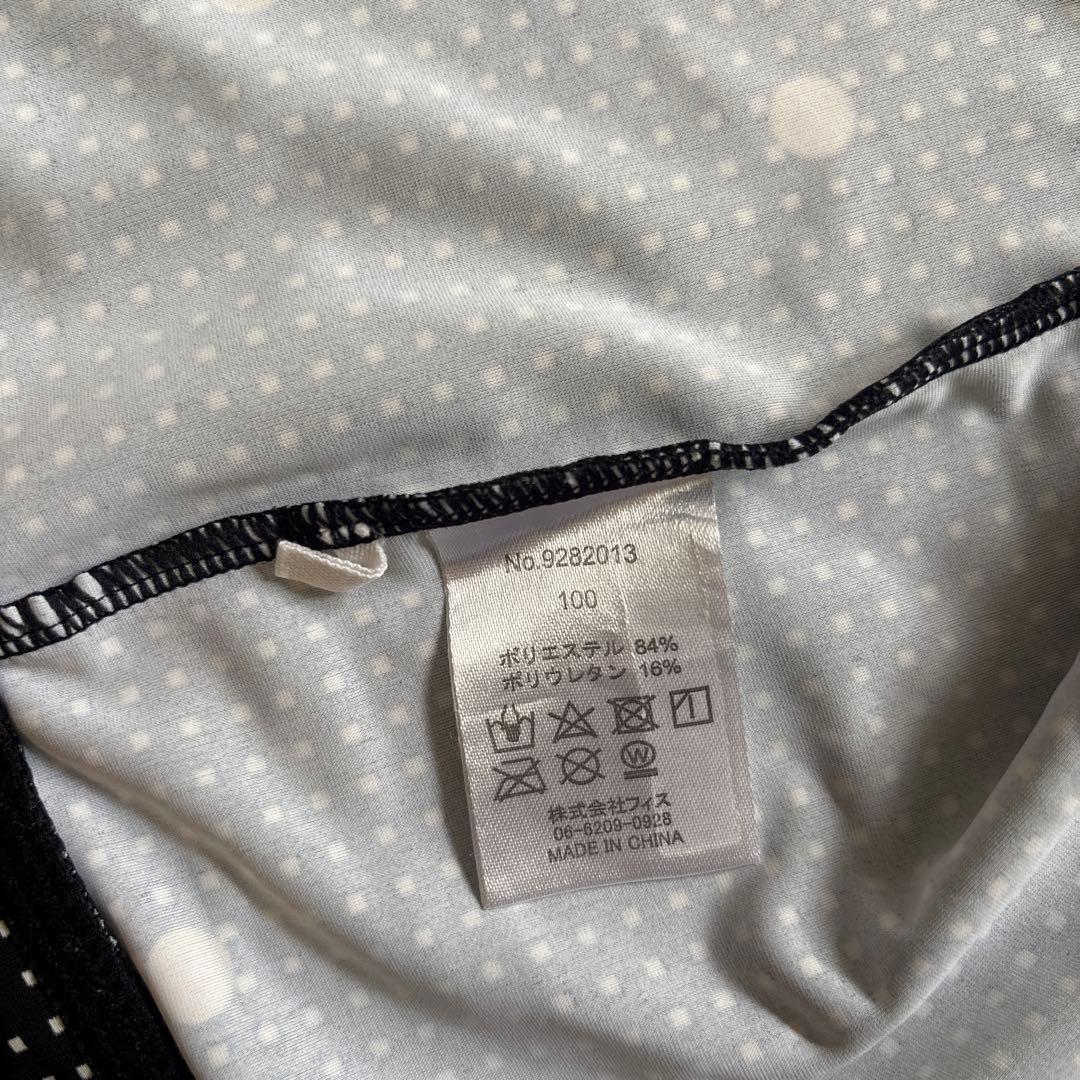 No.9282013
100
ポリエステル 84%
ポリウレタン 16%
W
株式会社フィス
06-6209-0928
MADE IN CHINA